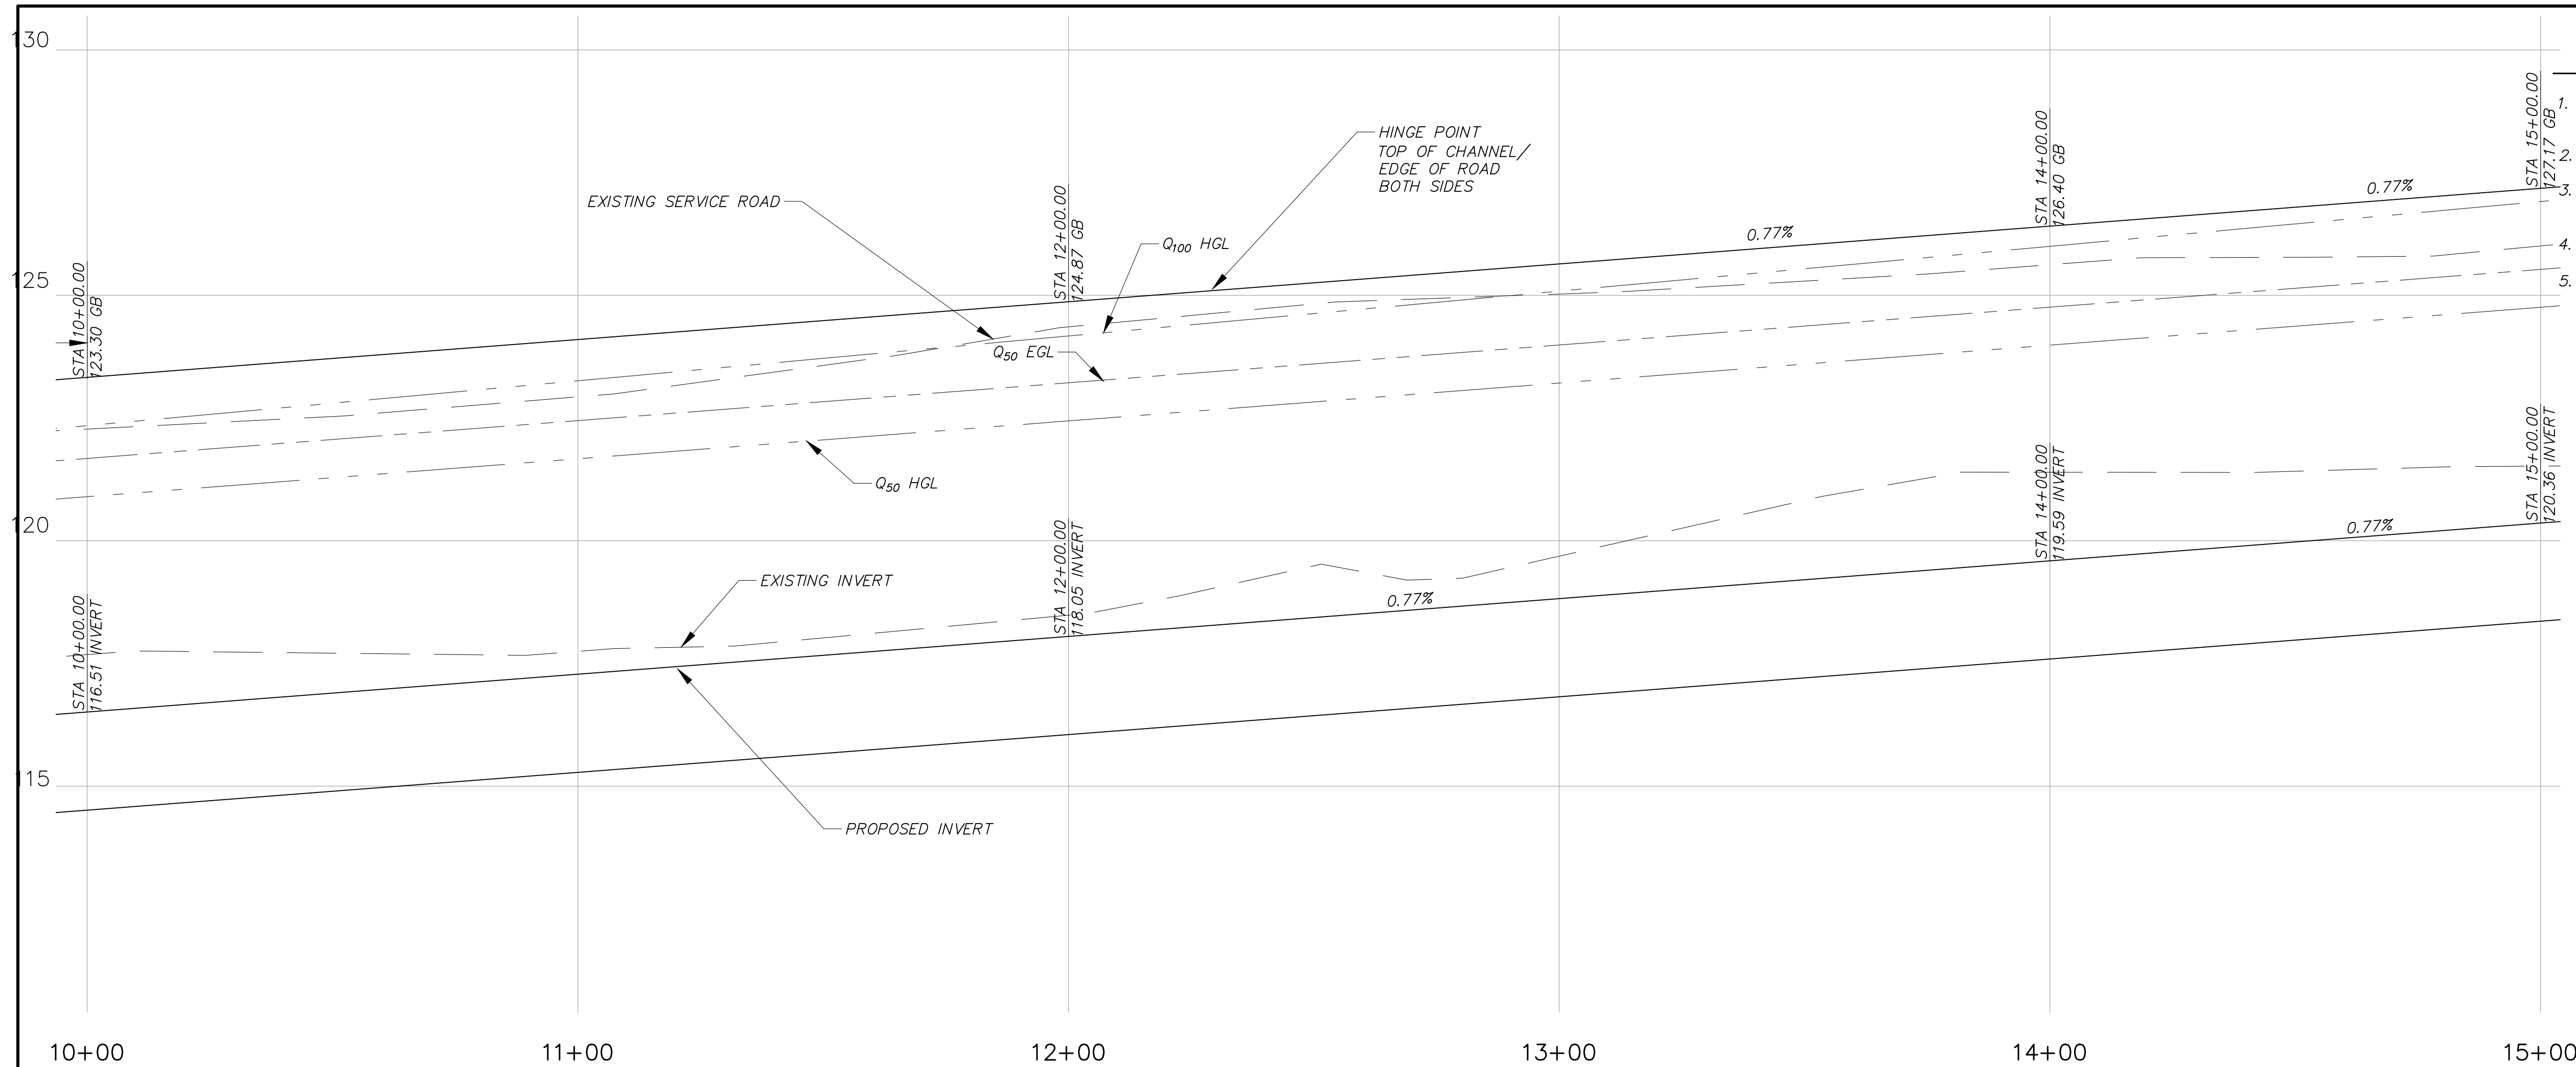 130
125
120
115
STA 10+00.00
123.30 GB
EXISTING SERVICE ROAD
STA 12+00.00
124.87 GB
Q100 HGL
Q50 EGL
Q50 HGL
HINGE POINT
TOP OF CHANNEL/
EDGE OF ROAD
BOTH SIDES
0.77%
STA 14+00.00
126.40 GB
0.77%
STA 15+00.00
127.17 GB
1.
2.
3.
4.
5.
STA 10+00.00
116.51 INVERT
EXISTING INVERT
PROPOSED INVERT
STA 12+00.00
118.05 INVERT
0.77%
STA 14+00.00
119.59 INVERT
0.77%
STA 15+00.00
120.36 INVERT
10+00
11+00
12+00
13+00
14+00
15+00